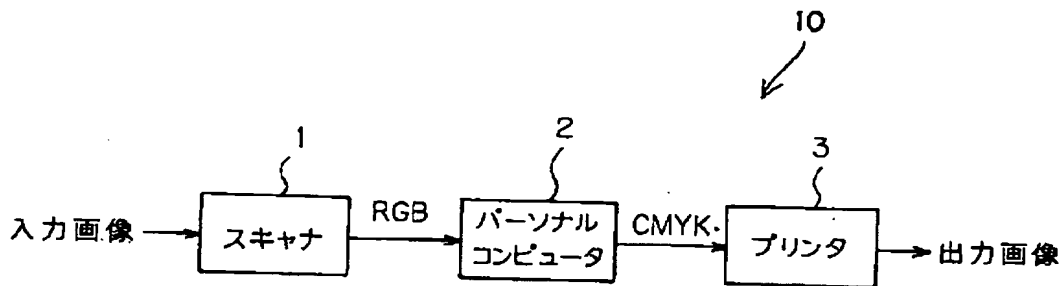 10
1
2
3
入力画像
スキャナ
RGB
パーソナル
コンピュータ
CMYK.
プリンタ
出力画像